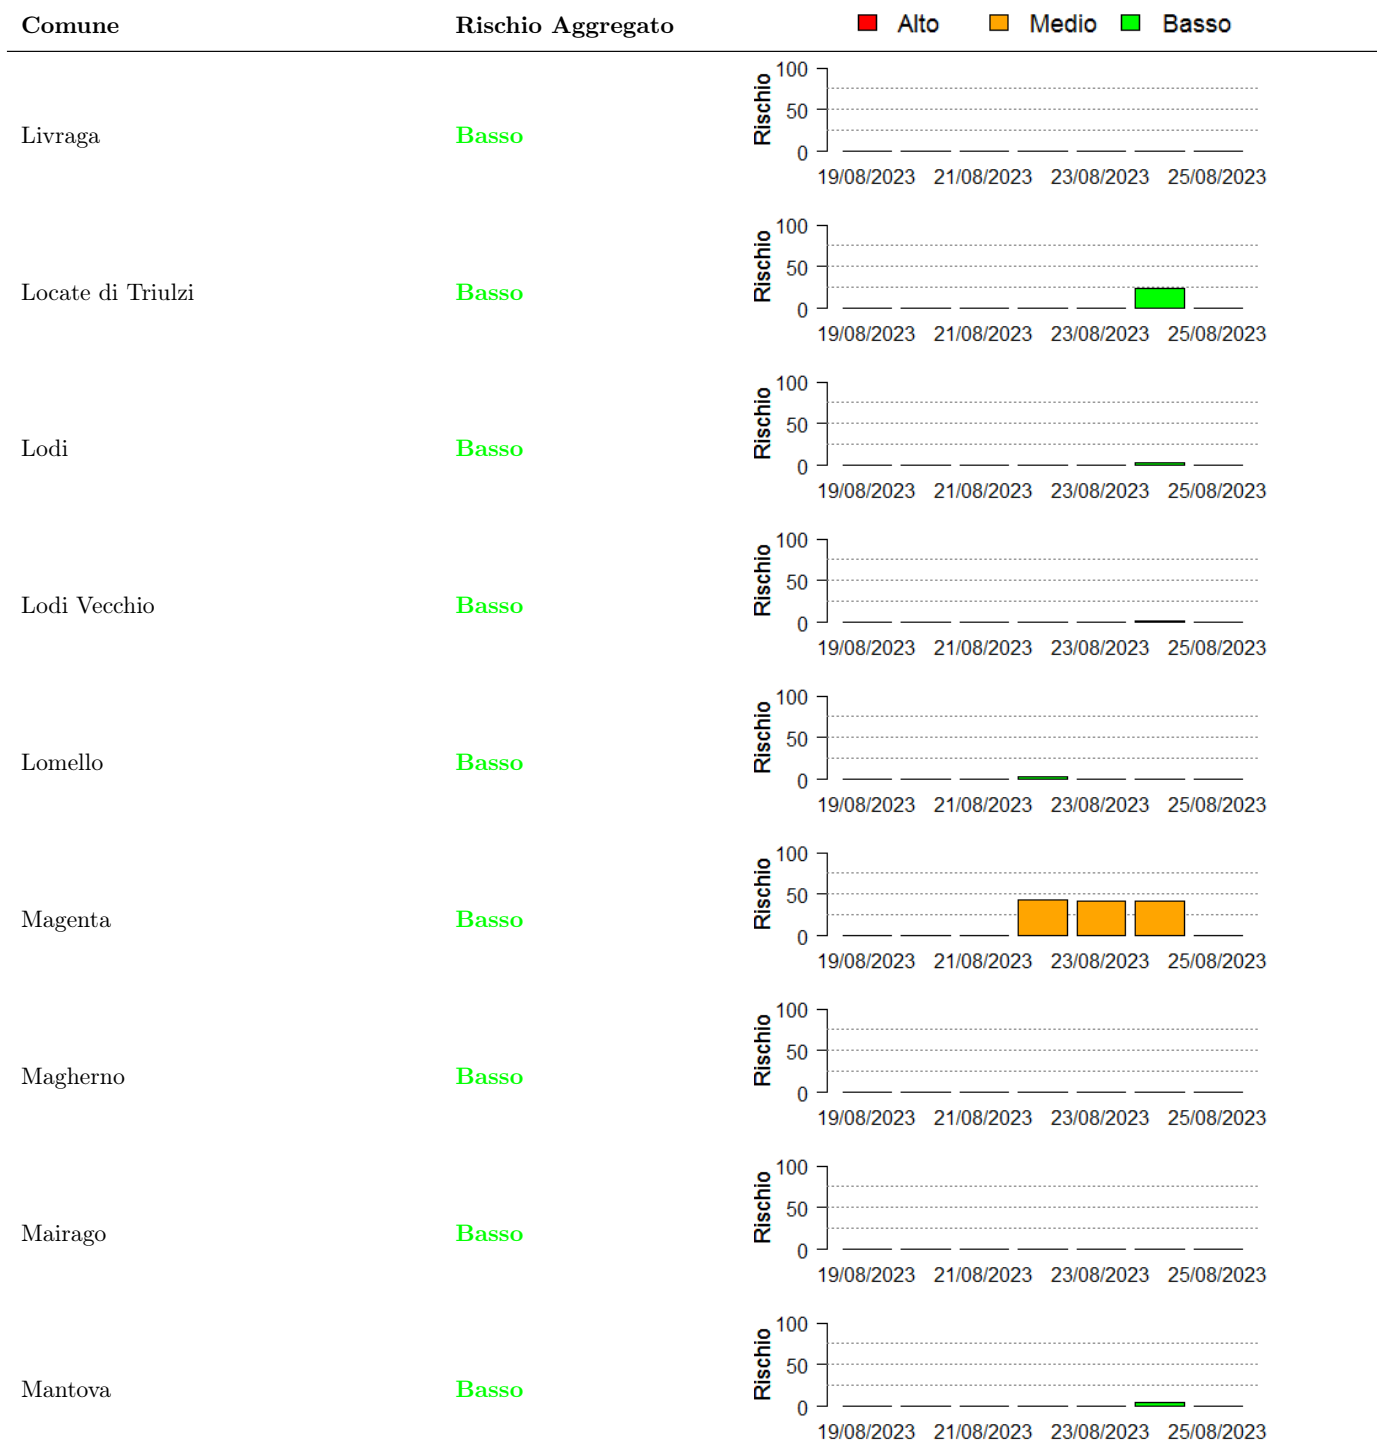 Comune Rischio Aggregato Alto Medio Basso
100
50
0
Rischio
Livraga Basso
19/08/2023 21/08/2023 23/08/2023 25/08/2023
100
50
0
Rischio
Locate di Triulzi Basso
19/08/2023 21/08/2023 23/08/2023 25/08/2023
100
50
0
Rischio
Lodi Basso
19/08/2023 21/08/2023 23/08/2023 25/08/2023
100
50
0
Rischio
Lodi Vecchio Basso
19/08/2023 21/08/2023 23/08/2023 25/08/2023
100
50
0
Rischio
Lomello Basso
19/08/2023 21/08/2023 23/08/2023 25/08/2023
100
50
0
Rischio
Magenta Basso
19/08/2023 21/08/2023 23/08/2023 25/08/2023
100
50
0
Rischio
Magherno Basso
19/08/2023 21/08/2023 23/08/2023 25/08/2023
100
50
0
Rischio
Mairago Basso
19/08/2023 21/08/2023 23/08/2023 25/08/2023
100
50
0
Rischio
Mantova Basso
19/08/2023 21/08/2023 23/08/2023 25/08/2023